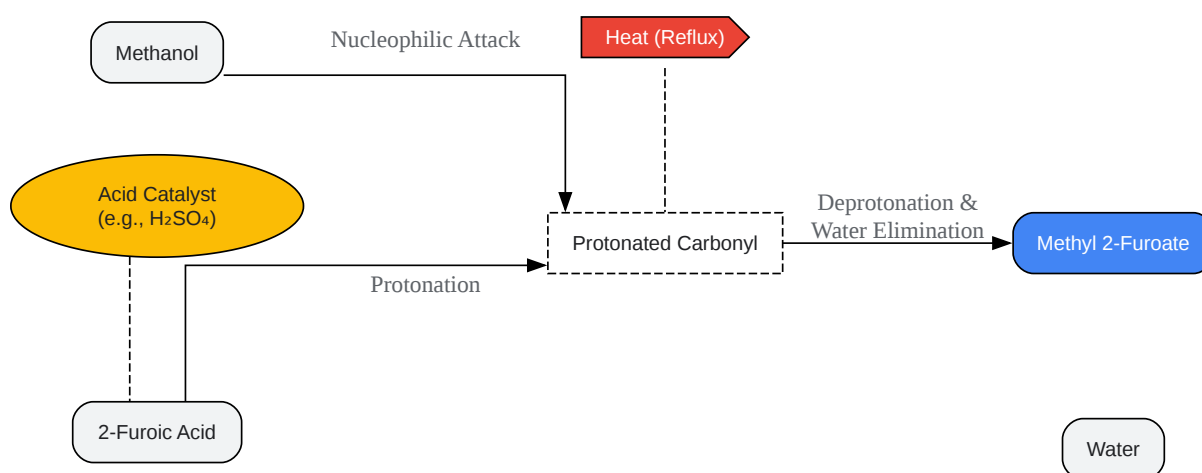 Methanol
Nucleophilic Attack
Heat (Reflux)
Acid Catalyst
(e.g., H₂SO₄)
Protonated Carbonyl
Deprotonation &
Water Elimination
Methyl 2-Furoate
Protonation
2-Furoic Acid
Water